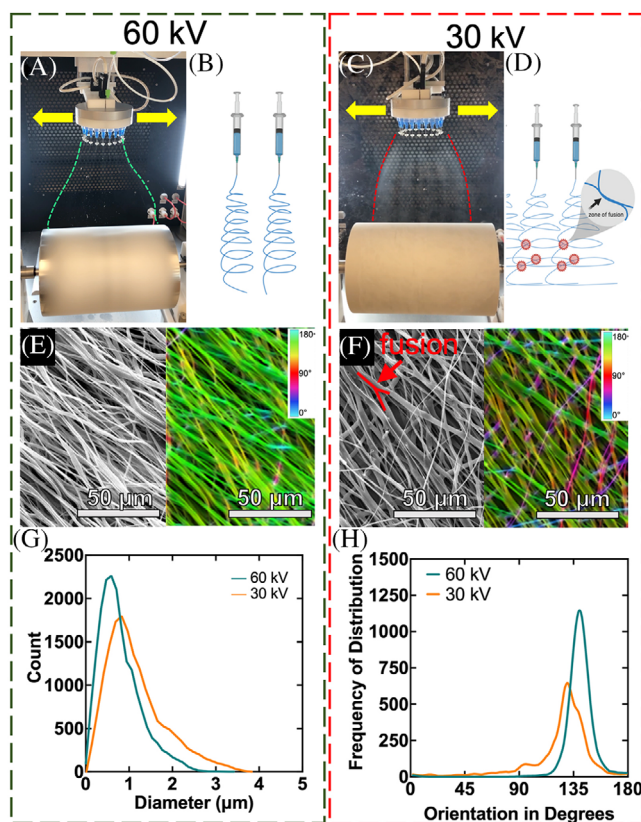 60 kV
30 kV
(A)
(B)
(C)
(D)
zone of fusion
(E)
180°
90°
0°
50 μm
50 μm
(F)
fusion
180°
90°
0°
50 μm
50 μm
(G)
2500
2000
1500
1000
500
0
Count
60 kV
30 kV
0 1 2 3 4 5
Diameter (μm)
(H)
1500
1250
1000
750
500
250
0
Frequency of Distribution
60 kV
30 kV
0 45 90 135 180
Orientation in Degrees